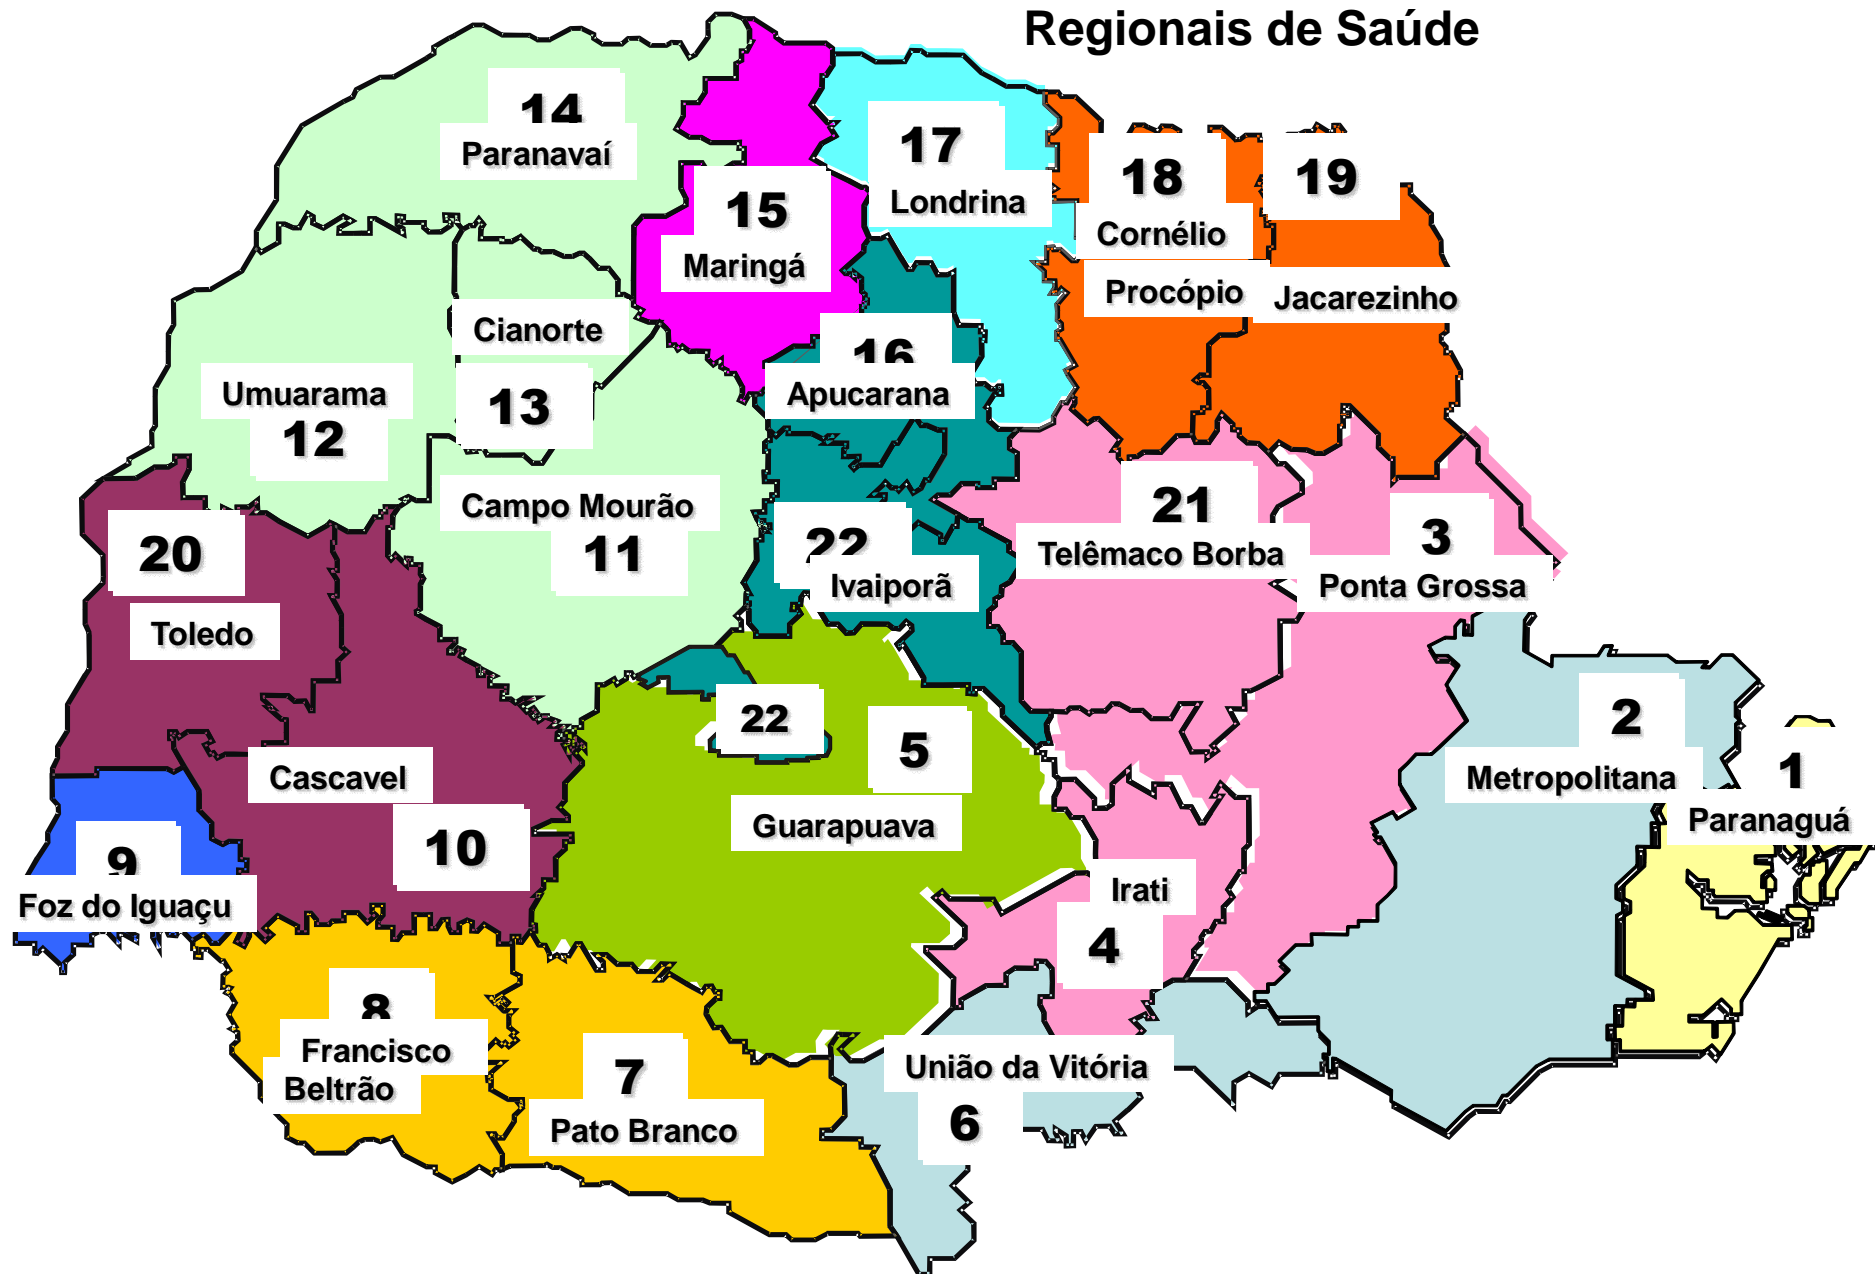 Regionais de Saúde
14
Paranavaí
17
Londrina
18
Cornélio
Procópio
19
Jacarezinho
15
Maringá
Cianorte
13
16
Apucarana
Umuarama
12
Campo Mourão
11
21
Telêmaco Borba
3
Ponta Grossa
20
Toledo
22
Ivaiporã
22
5
Guarapuava
2
Metropolitana
1
Paranaguá
Cascavel
10
9
Foz do Iguaçu
Irati
4
8
Francisco
Beltrão
7
Pato Branco
União da Vitória
6